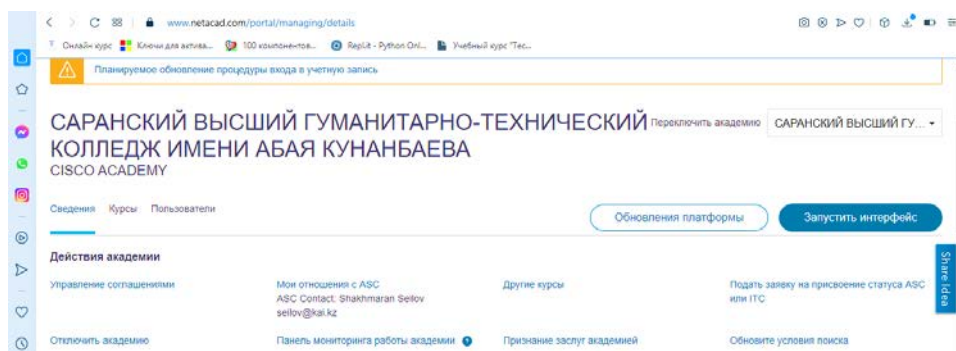 www.netacad.com/portal/managing/details
Онлайн курс Ключи для актива... 100 компонентов... Repl.it - Python Onl... Учебный курс "Тес...
Планируемое обновление процедуры входа в учетную запись
САРАНСКИЙ ВЫСШИЙ ГУМАНИТАРНО-ТЕХНИЧЕСКИЙ Переключить академию САРАНСКИЙ ВЫСШИЙ ГУ...
КОЛЛЕДЖ ИМЕНИ АБАЯ КУНАНБАЕВА
CISCO ACADEMY
Сведения Курсы Пользователи
Обновления платформы Запустить интерфейс
Действия академии
Share Idea
Управление соглашениями Мои отношения с ASC Другие курсы Подать заявку на присвоение статуса ASC
ASC Contact: Shakhmaran Seilov или ITC
seilov@kai.kz
Отключить академию Панель мониторинга работы академии ? Признание заслуг академией Обновите условия поиска